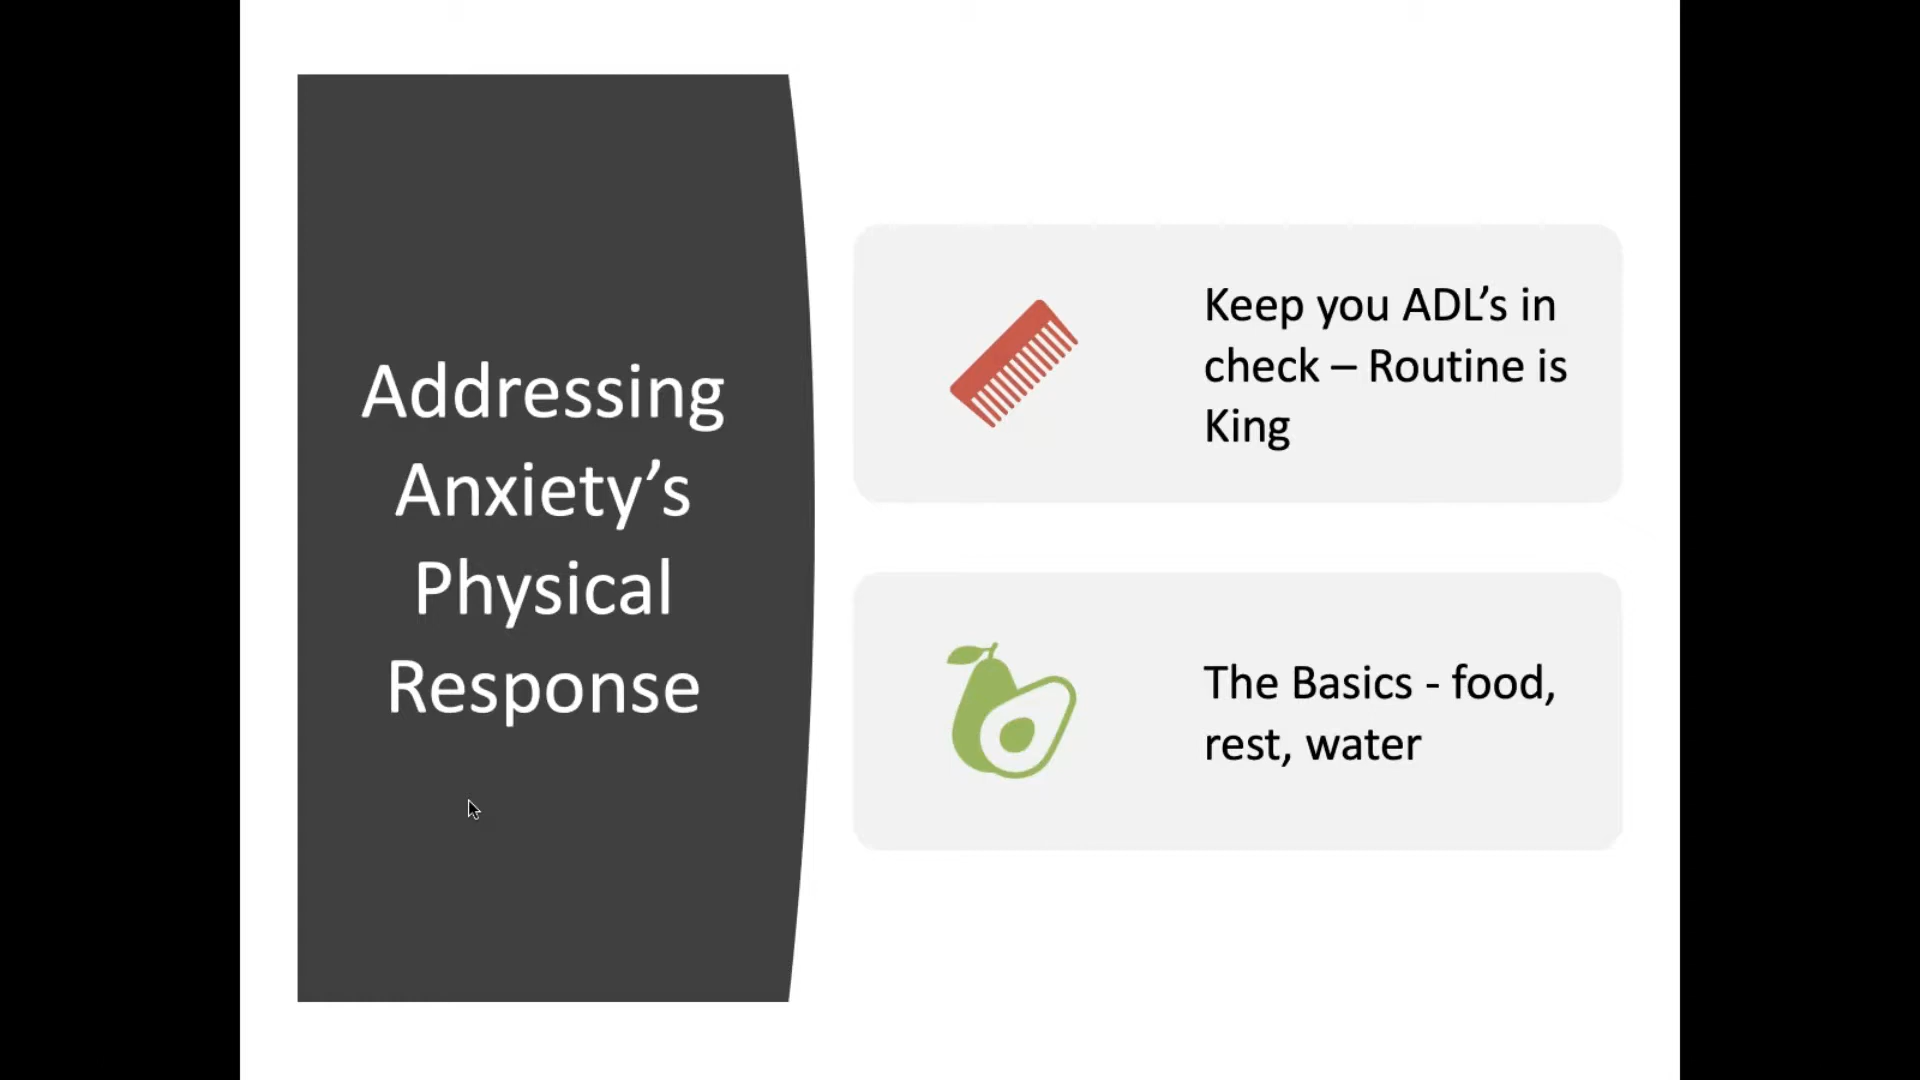 Addressing
Anxiety’s
Physical
Response
Keep you ADL’s in
check – Routine is
King
The Basics - food,
rest, water